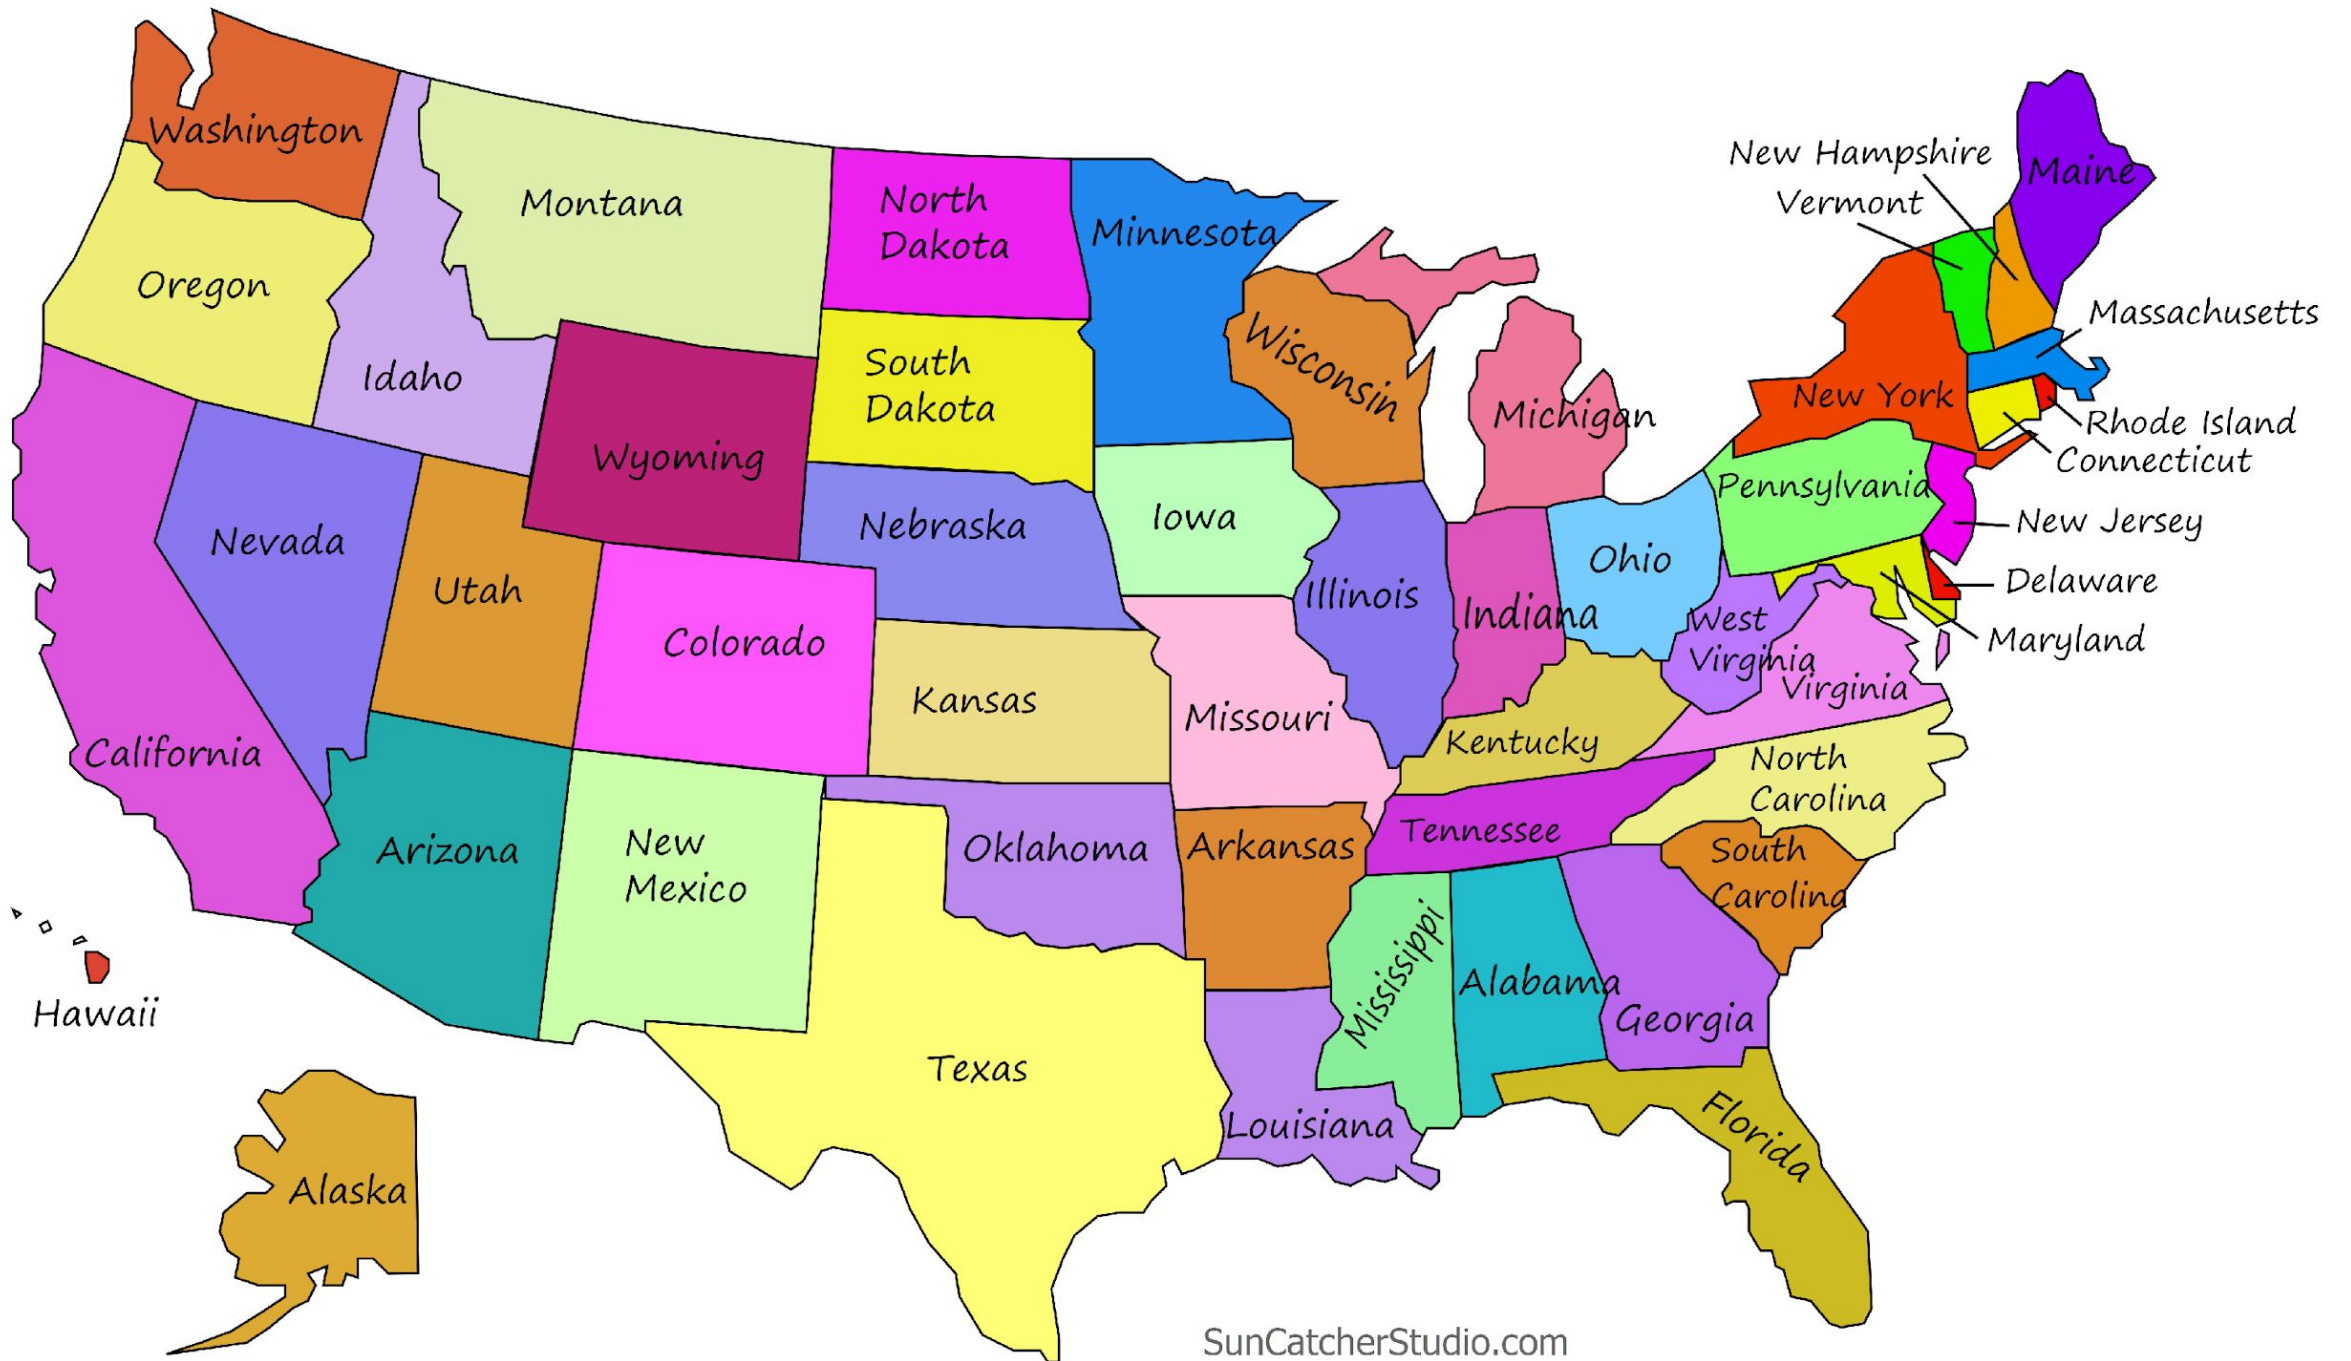 Washington
Oregon
Idaho
Montana
North
Dakota
Minnesota
South
Dakota
Wisconsin
Michigan
New Hampshire
Vermont
Maine
Massachusetts
New York
Rhode Island
Connecticut
Pennsylvania
New Jersey
Delaware
Maryland
Wyoming
Nebraska
Iowa
Illinois
Indiana
Ohio
West
Virginia
Virginia
Nevada
Utah
Colorado
Kansas
Missouri
Kentucky
North
Carolina
California
Arizona
New
Mexico
Oklahoma
Arkansas
Tennessee
South
Carolina
Mississippi
Alabama
Georgia
Hawaii
Texas
Louisiana
Florida
Alaska
SunCatcherStudio.com